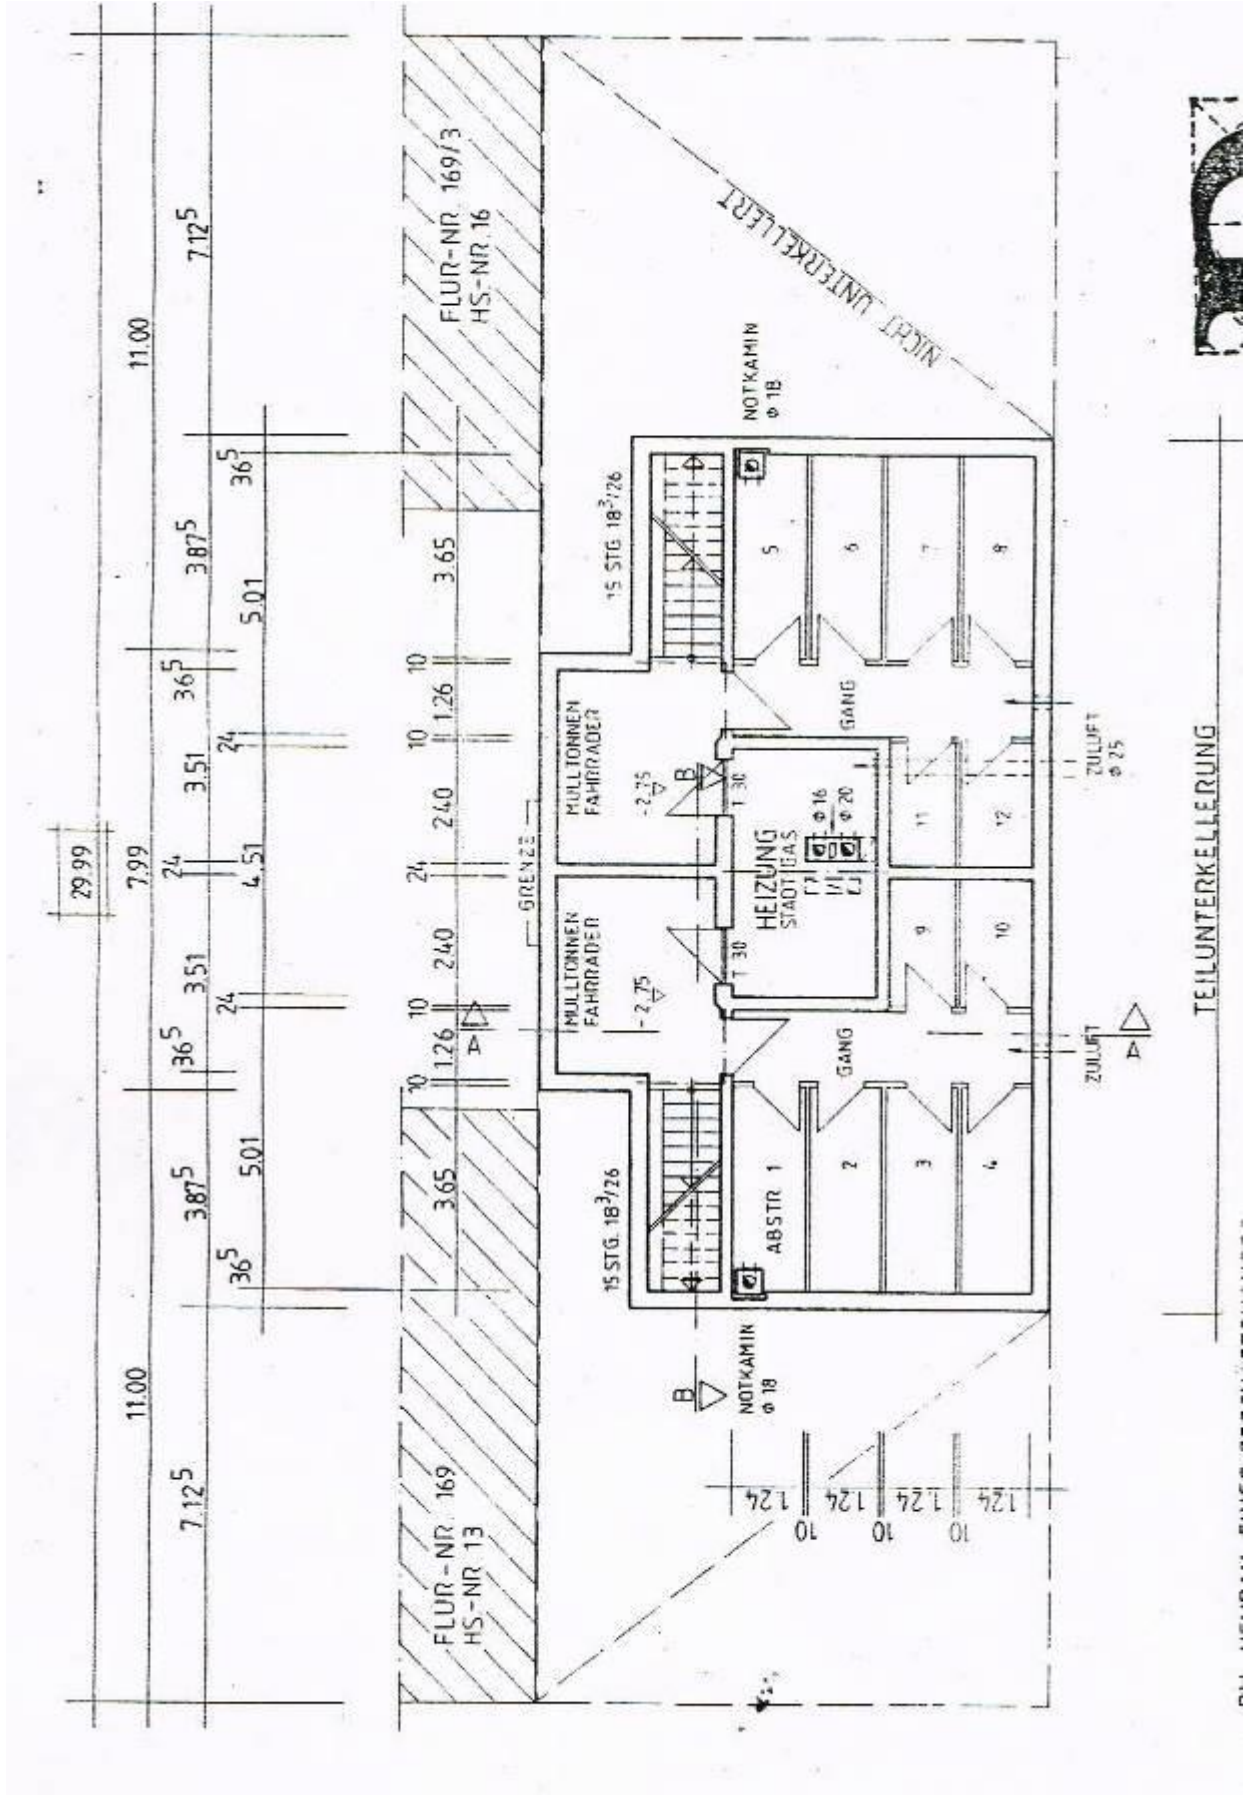 29.99
11.00
7.99
11.00
7.12⁵
3.87⁵
36⁵
3.51
24
3.51
36⁵
3.87⁵
7.12⁵
36⁵
5.01
24
4.51
24
5.01
36⁵
3.65
10
1.26
10
2.40
24
2.40
10
1.26
10
3.65
A
FLUR-NR. 169
HS.-NR 13
FLUR-NR. 169/3
HS.-NR. 16
GRENZE
MÜLLTONNEN
FAHRRÄDER
-2.75
MÜLLTONNEN
FAHRRÄDER
-2.75
15 STG. 18³/26
15 STG. 18³/26
B
B
T 30
T 30
NOTKAMIN
φ 18
NOTKAMIN
φ 18
HEIZUNG
STADTGAS
φ 16
φ 20
ABSTR. 1
2
3
4
5
6
7
8
9
10
11
12
GANG
GANG
NICHT UNTERKELLERT
1.24
10
1.24
10
1.24
10
1.24
ZULUFT
ZULUFT
φ 25
A
TEILUNTERKELLERUNG